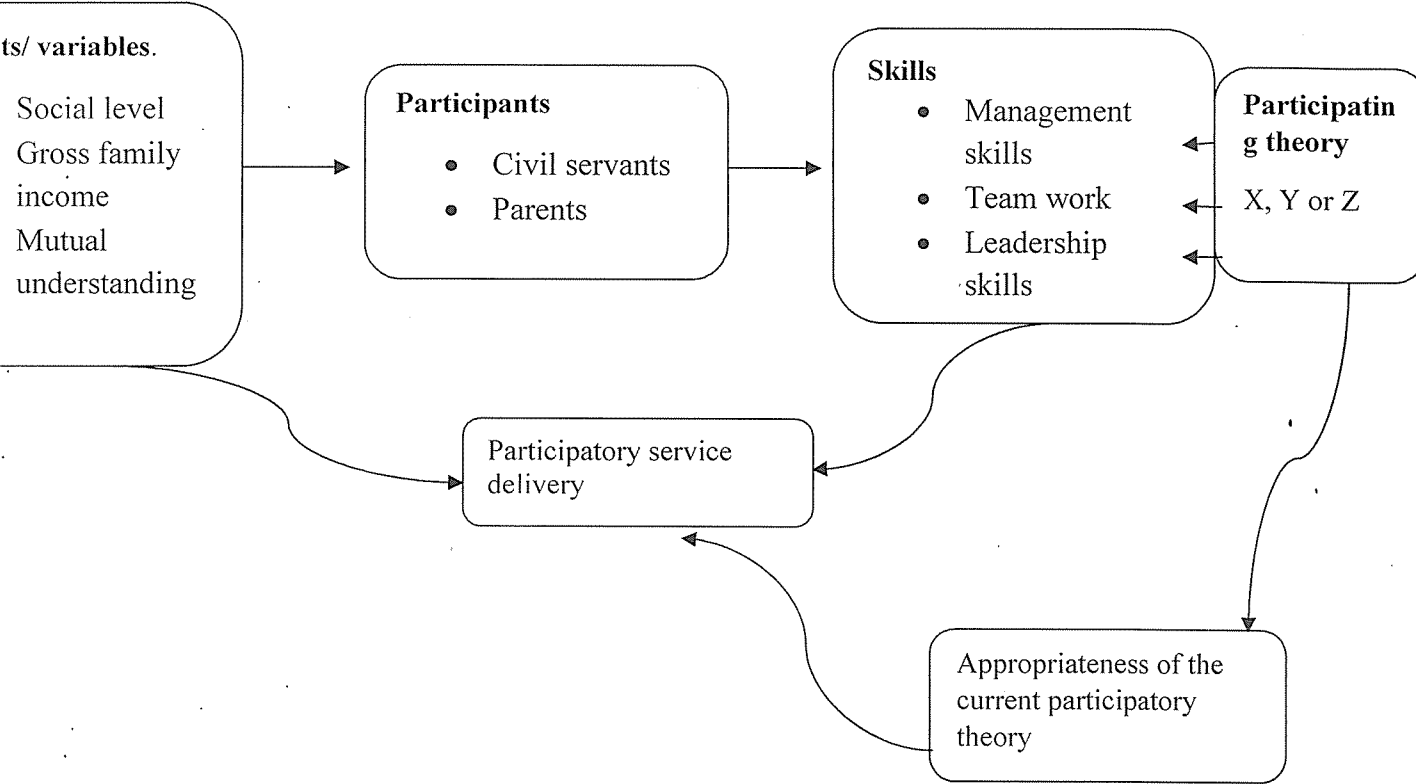 ts/ variables.
Social level
Gross family
income
Mutual
understanding
Participants
• Civil servants
• Parents
Skills
• Management
skills
• Team work
• Leadership
skills
Participatin
g theory
X, Y or Z
Participatory service
delivery
Appropriateness of the
current participatory
theory